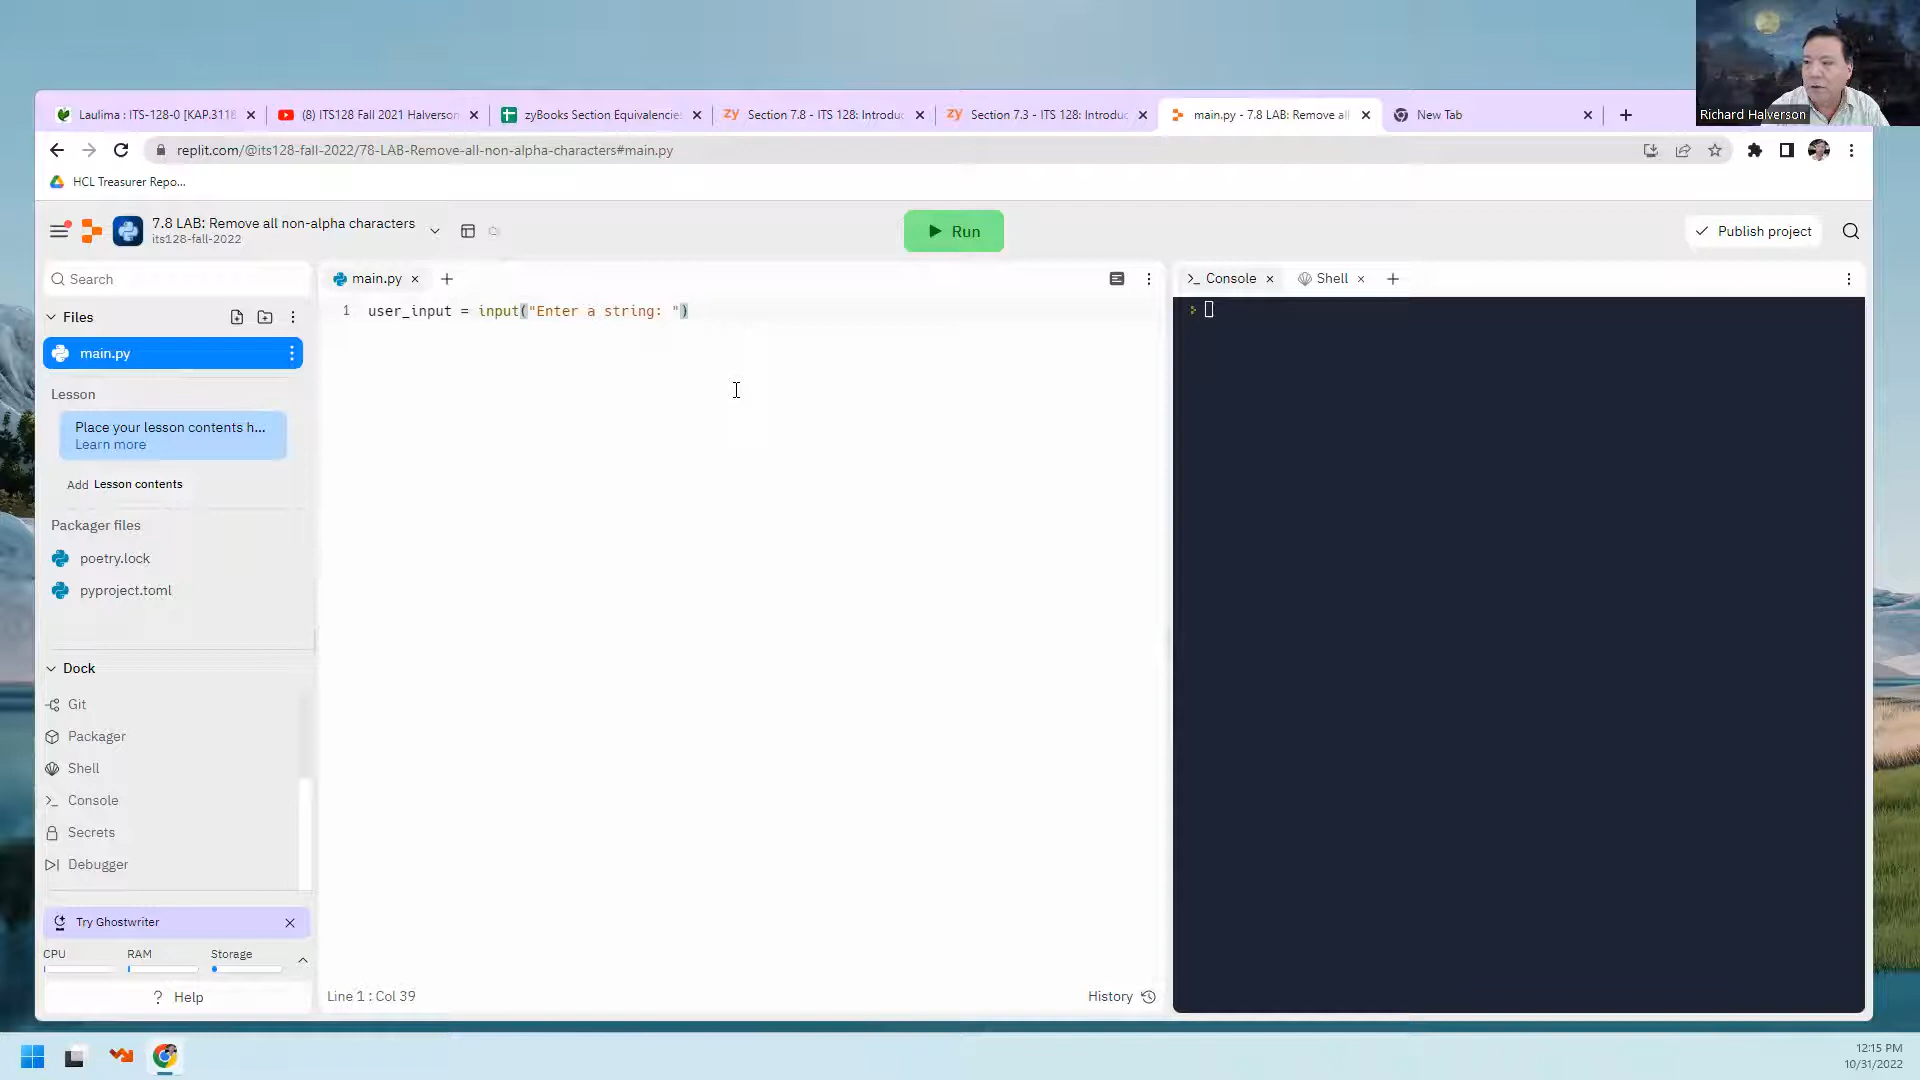 Richard Halverson
Laulima : ITS-128-0 [KAP.3118
(8) ITS128 Fall 2021 Halverson
zyBooks Section Equivalencies
Section 7.8 - ITS 128: Introduc
Section 7.3 - ITS 128: Introduc
main.py - 7.8 LAB: Remove all
New Tab
replit.com/@its128-fall-2022/78-LAB-Remove-all-non-alpha-characters#main.py
HCL Treasurer Repo...
7.8 LAB: Remove all non-alpha characters
its128-fall-2022
Run
Publish project
Search
main.py
Console
Shell
1 user_input = input("Enter a string: ")
Files
main.py
Lesson
Place your lesson contents h...
Learn more
Add Lesson contents
Packager files
poetry.lock
pyproject.toml
Dock
Git
Packager
Shell
Console
Secrets
Debugger
Try Ghostwriter
CPU RAM Storage
? Help
Line 1 : Col 39
History
12:15 PM
10/31/2022